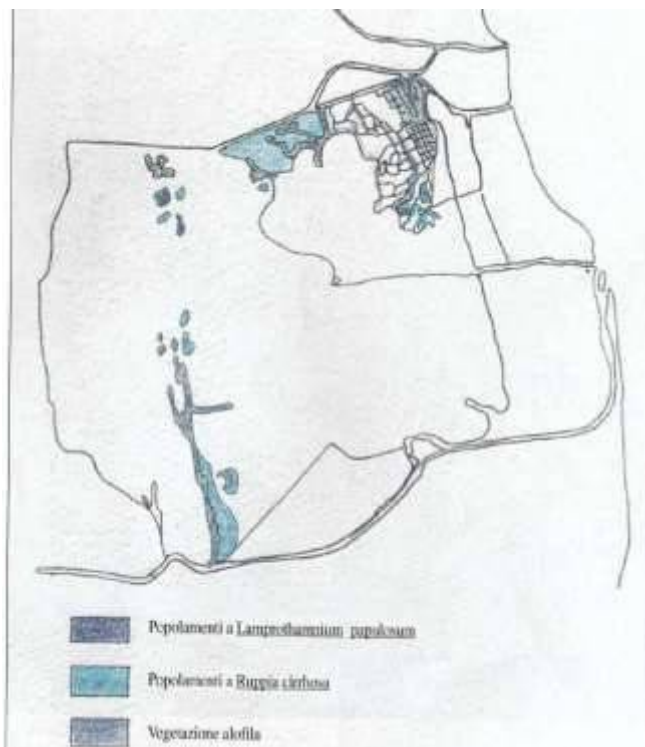 Popolamenti a Lamprothamnium papulosum
Popolamenti a Ruppia cirrhosa
Vegetazione alofila